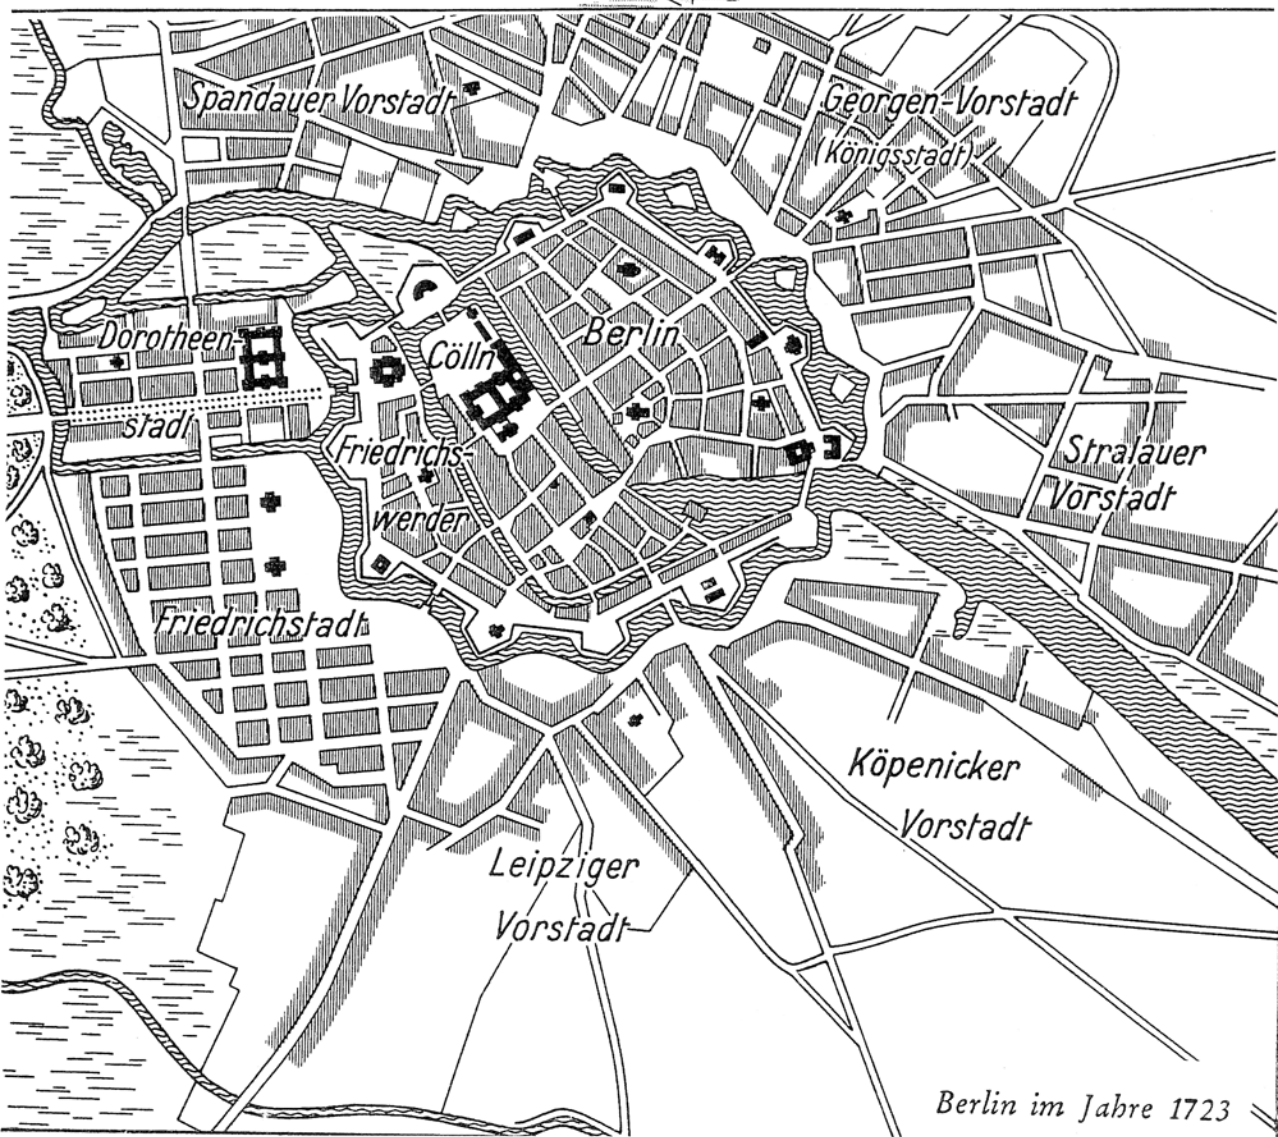 Spandauer Vorstadt
Georgen-Vorstadt
(Königsstadt)
Dorotheen-
stadt
Cölln
Berlin
Friedrichs-
werder
Stralauer
Vorstadt
Friedrichstadt
Köpenicker
Vorstadt
Leipziger
Vorstadt
Berlin im Jahre 1723